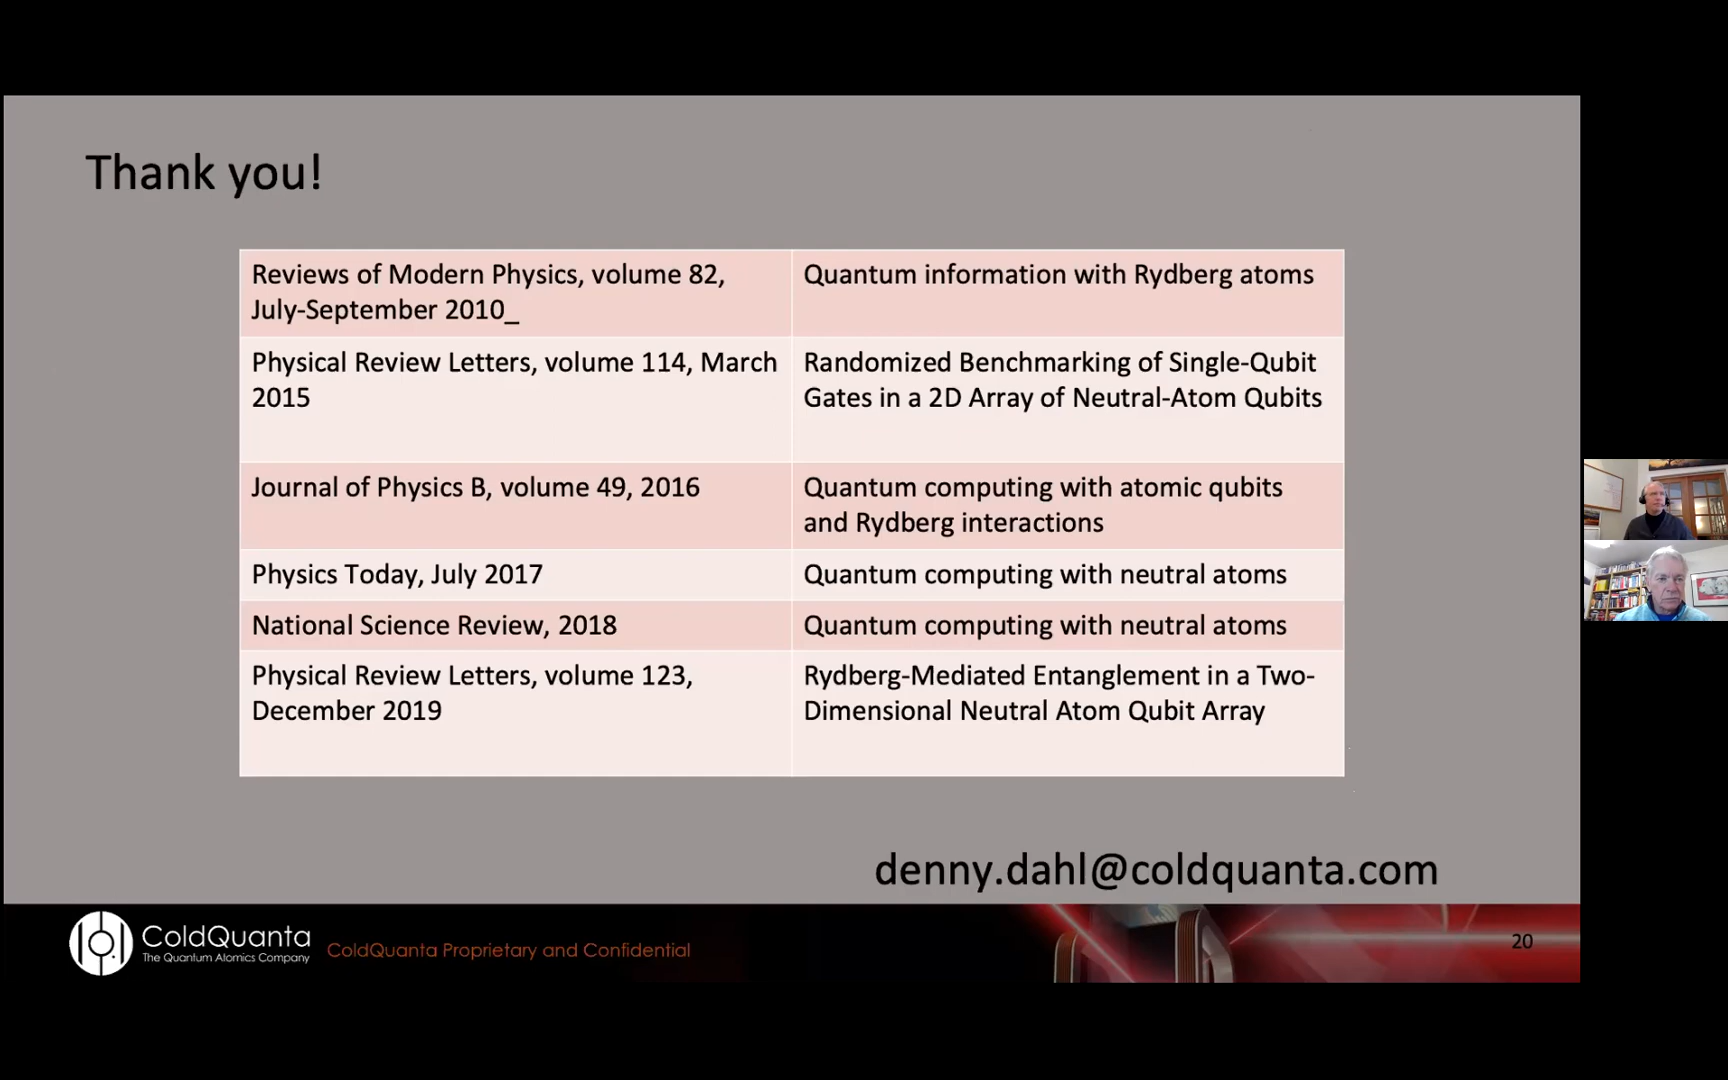 Thank you!
Reviews of Modern Physics, volume 82,
July-September 2010_
Quantum information with Rydberg atoms
Physical Review Letters, volume 114, March
2015
Randomized Benchmarking of Single-Qubit
Gates in a 2D Array of Neutral-Atom Qubits
Journal of Physics B, volume 49, 2016
Quantum computing with atomic qubits
and Rydberg interactions
Physics Today, July 2017
Quantum computing with neutral atoms
National Science Review, 2018
Quantum computing with neutral atoms
Physical Review Letters, volume 123,
December 2019
Rydberg-Mediated Entanglement in a Two-
Dimensional Neutral Atom Qubit Array
denny.dahl@coldquanta.com
ColdQuanta
The Quantum Atomics Company
ColdQuanta Proprietary and Confidential
20